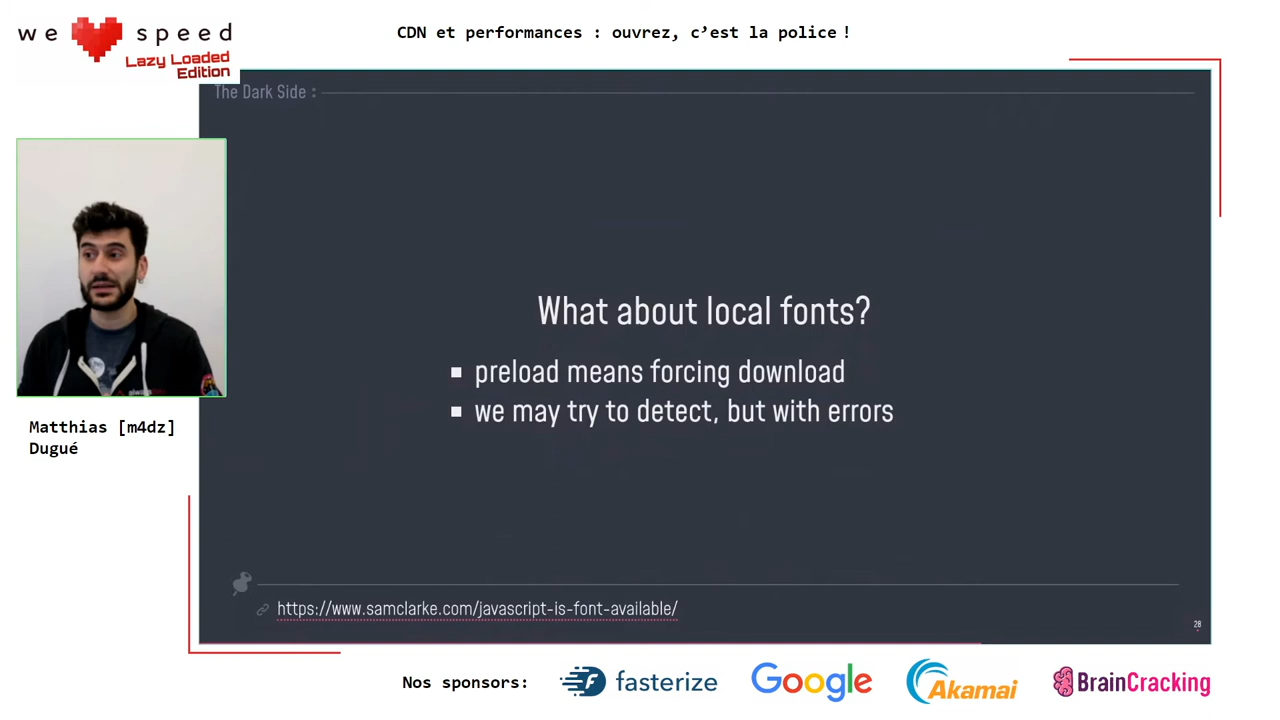 we speed
Lazy Loaded
Edition
CDN et performances : ouvrez, c’est la police !
The Dark Side :
What about local fonts?
preload means forcing download
we may try to detect, but with errors
Matthias [m4dz]
Dugué
https://www.samclarke.com/javascript-is-font-available/
28
Nos sponsors:
fasterize
Google
Akamai
BrainCracking